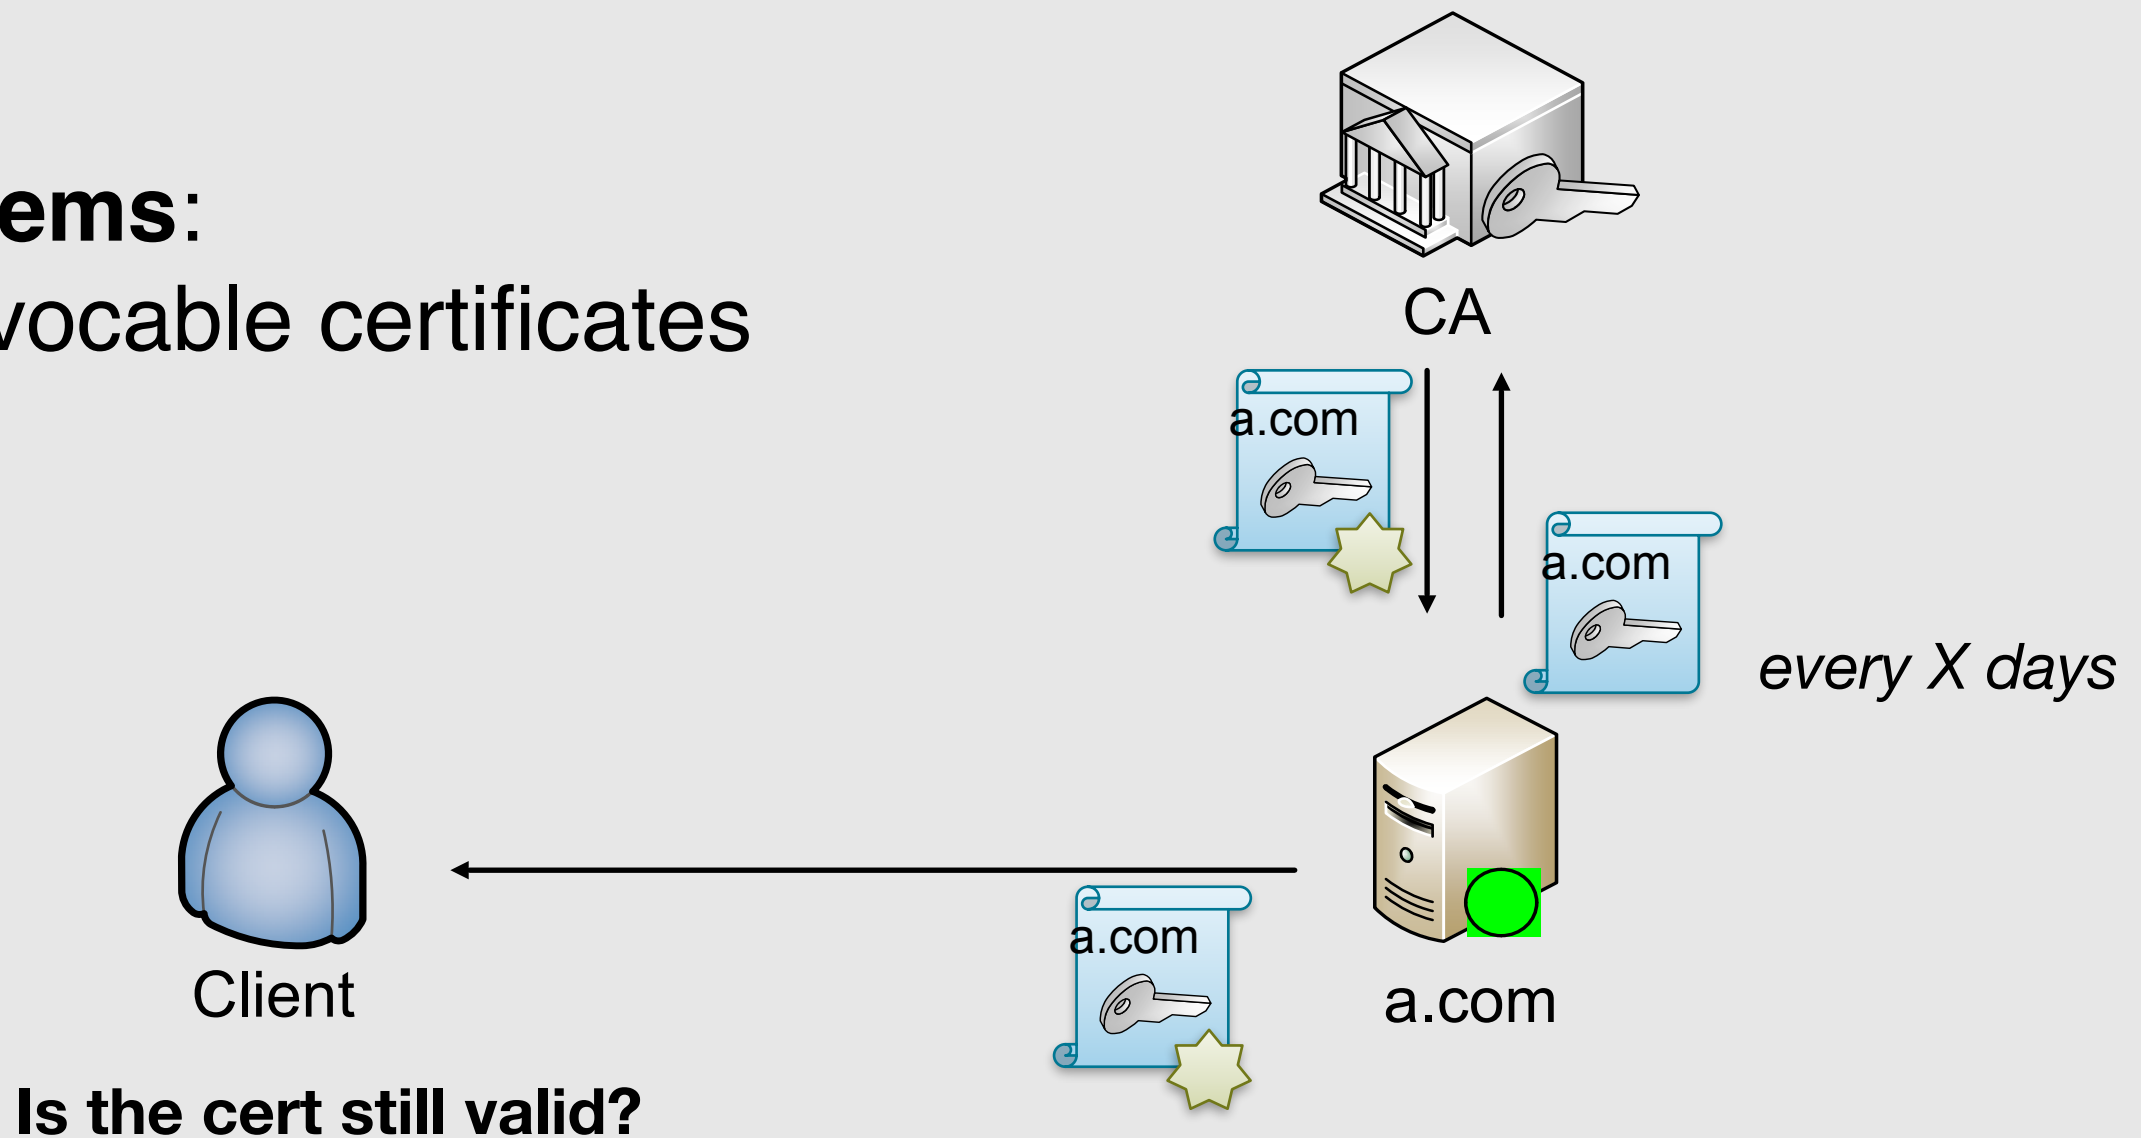 ems:
vocable certificates
CA
a.com
a.com
every X days
Client
a.com
a.com
Is the cert still valid?